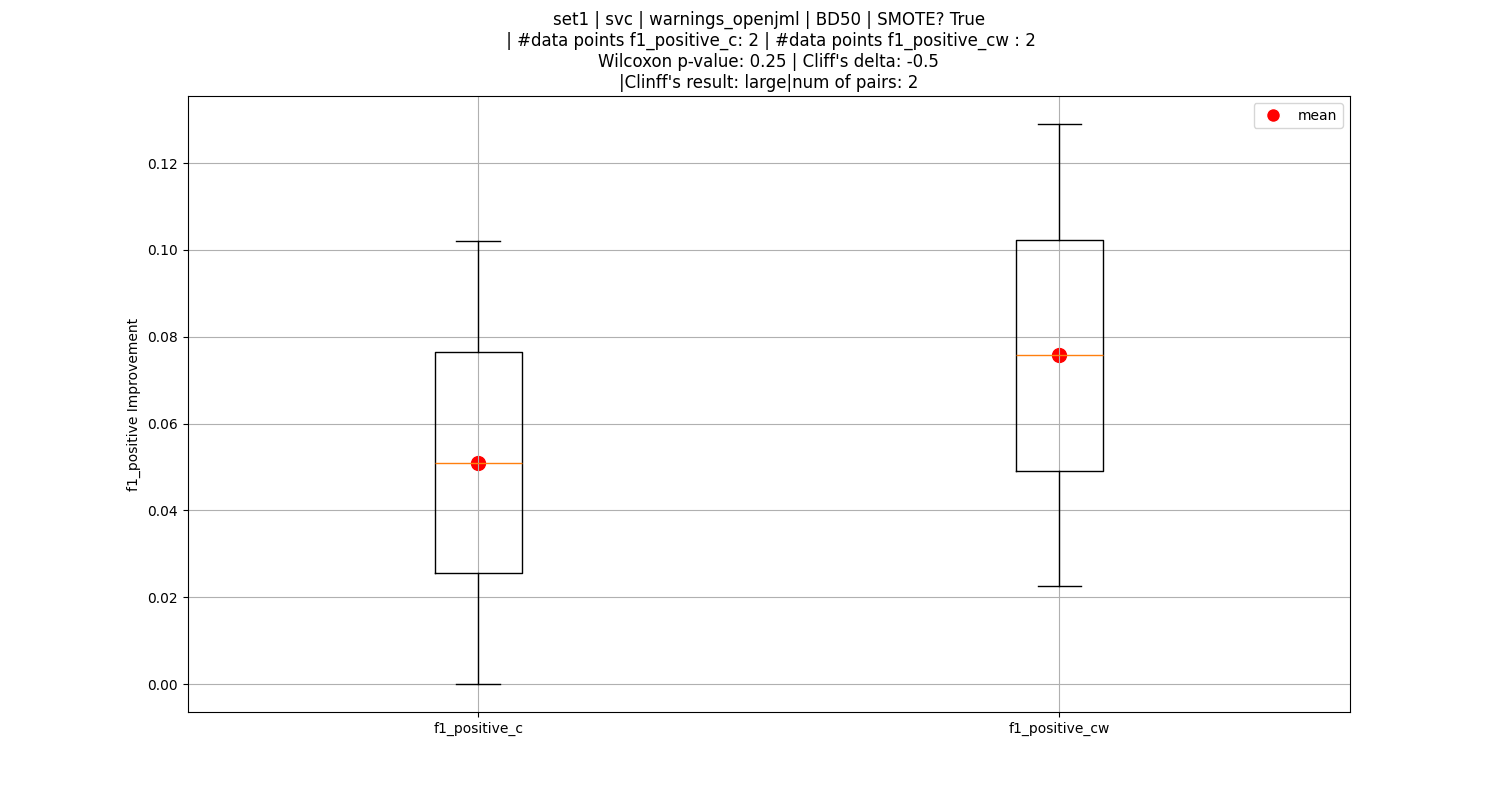 set1 | svc | warnings_openjml | BD50 | SMOTE? True
| #data points f1_positive_c: 2 | #data points f1_positive_cw : 2
Wilcoxon p-value: 0.25 | Cliff's delta: -0.5
|Clinff's result: large|num of pairs: 2
mean
0.12
0.10
0.08
0.06
0.04
0.02
0.00
f1_positive Improvement
f1_positive_c
f1_positive_cw